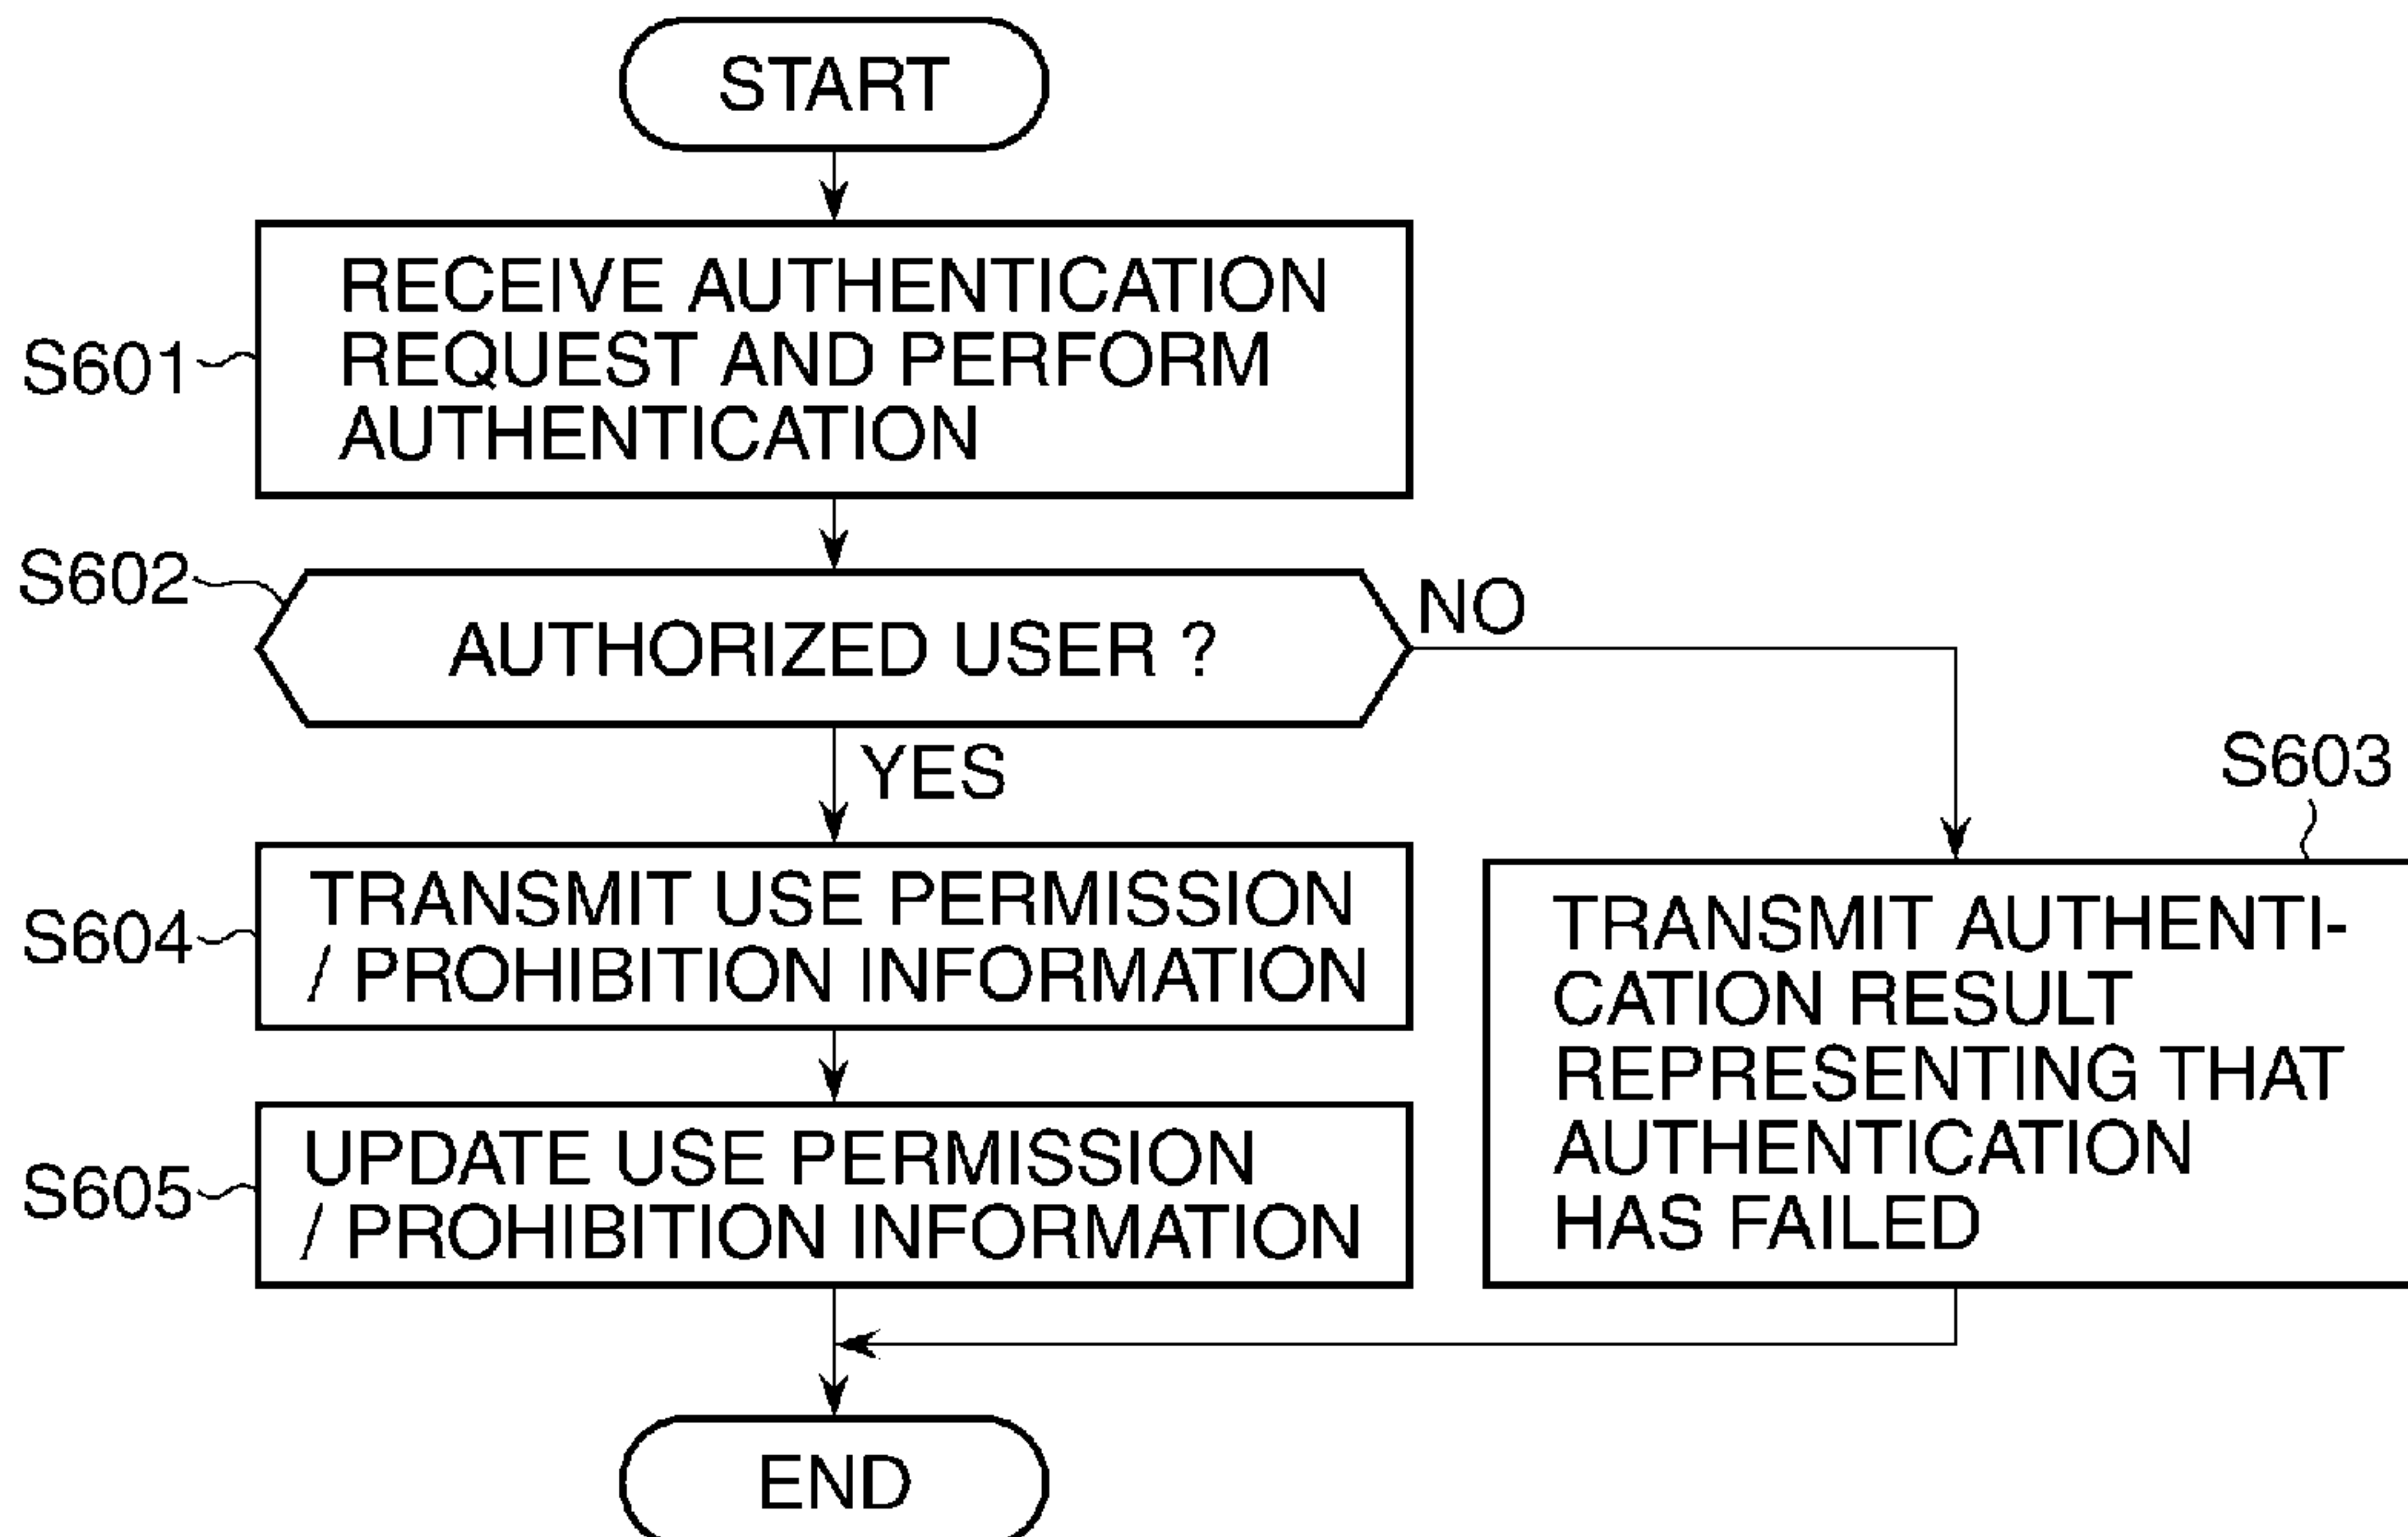 START
S601
RECEIVE AUTHENTICATION
REQUEST AND PERFORM
AUTHENTICATION
S602
AUTHORIZED USER ?
NO
YES
S603
TRANSMIT AUTHENTI-
CATION RESULT
REPRESENTING THAT
AUTHENTICATION
HAS FAILED
S604
TRANSMIT USE PERMISSION
/ PROHIBITION INFORMATION
S605
UPDATE USE PERMISSION
/ PROHIBITION INFORMATION
END